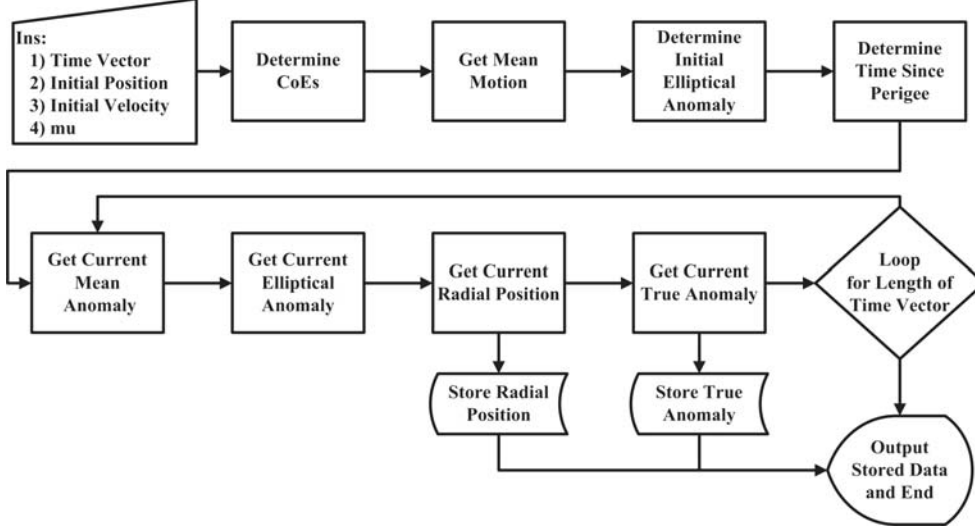 Ins:
1) Time Vector
2) Initial Position
3) Initial Velocity
4) mu
Determine
CoEs
Get Mean
Motion
Determine
Initial
Elliptical
Anomaly
Determine
Time Since
Perigee
Get Current
Mean
Anomaly
Get Current
Elliptical
Anomaly
Get Current
Radial Position
Get Current
True Anomaly
Loop
for Length of
Time Vector
Store Radial
Position
Store True
Anomaly
Output
Stored Data
and End